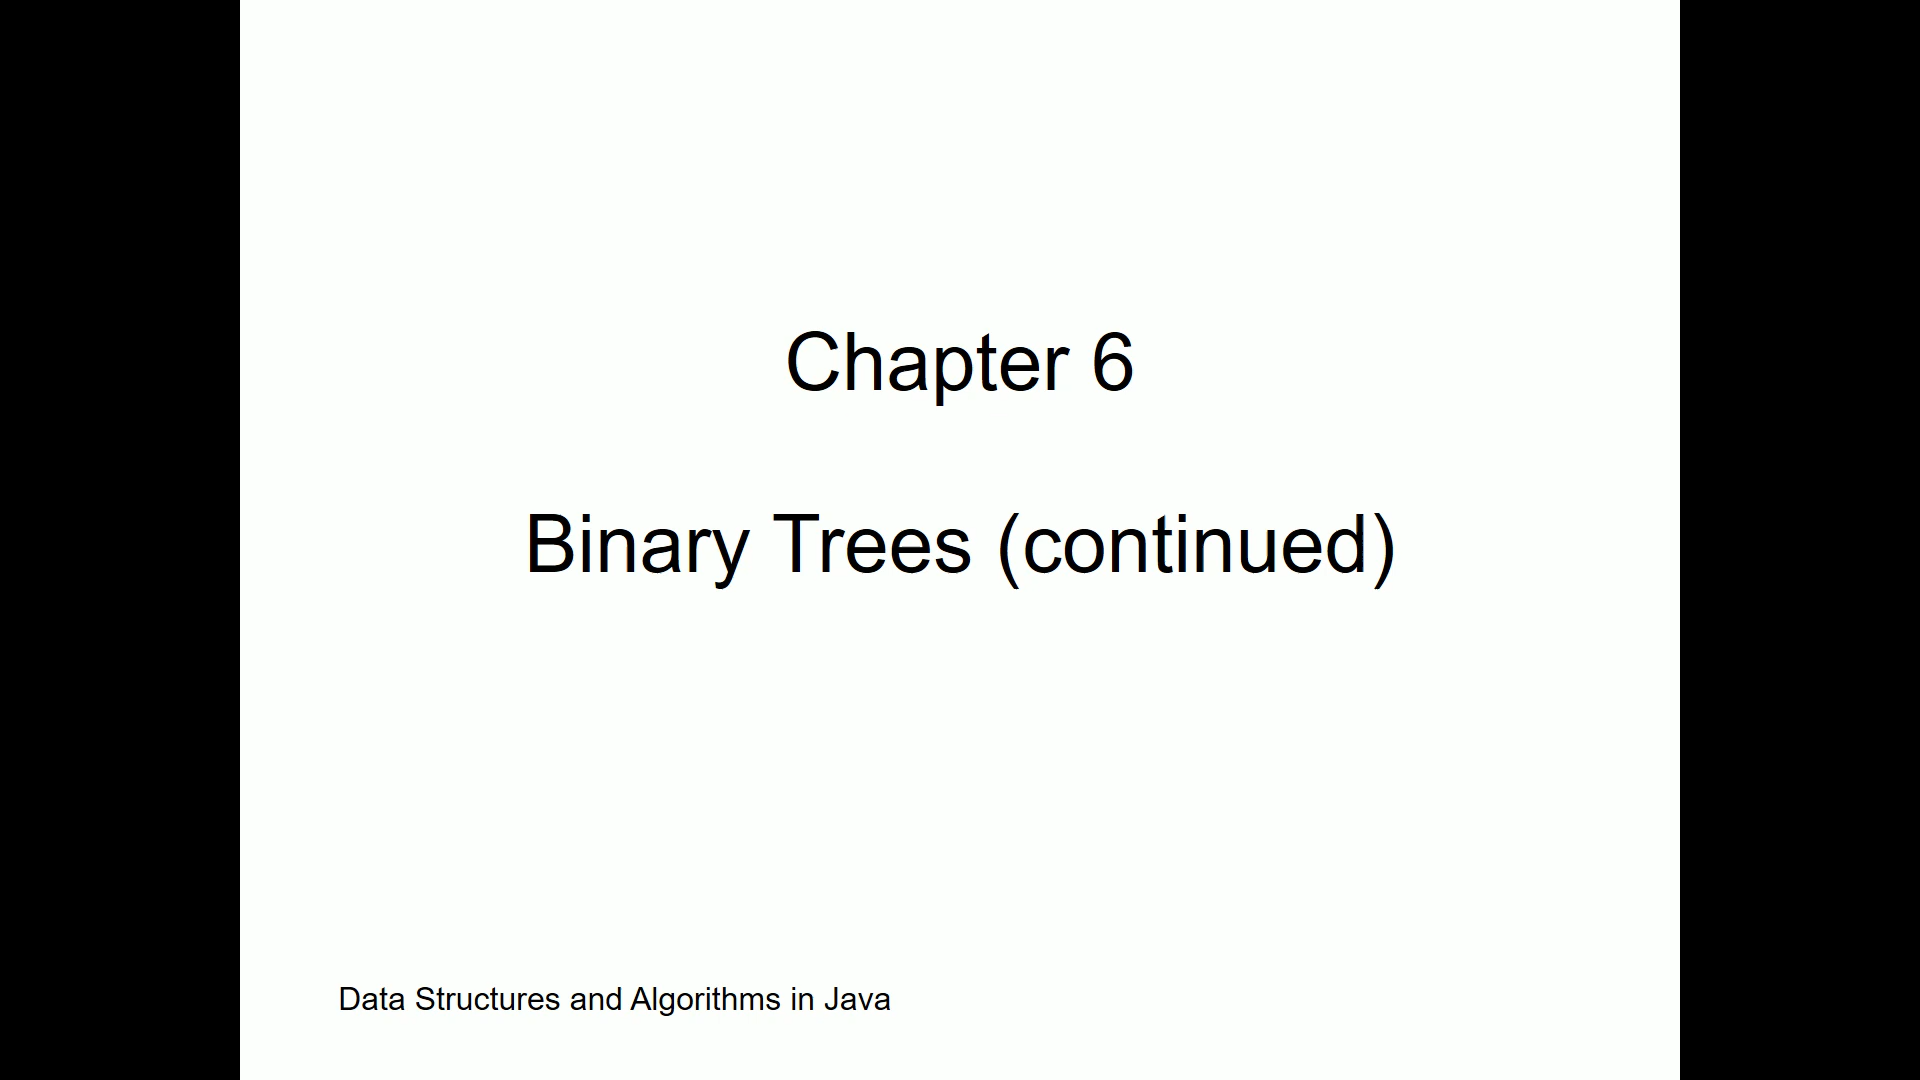 Chapter 6
Binary Trees (continued)
Data Structures and Algorithms in Java